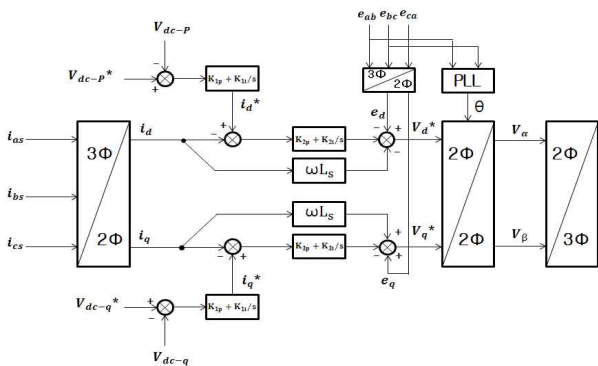 V_dc-P
e_ab e_bc e_ca
V_dc-P*
−
+
K_1p + K_1i/s
3Φ
2Φ
PLL
i_d*
e_d
V_d*
θ
i_as
3Φ
i_d
−
+
K_2p + K_2i/s
−
+
−
2Φ
V_α
2Φ
ωL_s
i_bs
ωL_s
i_cs
2Φ
i_q
−
+
K_2p + K_2i/s
−
+
+
V_q*
2Φ
V_β
3Φ
i_q*
e_q
V_dc-q*
+
−
K_1p + K_1i/s
V_dc-q